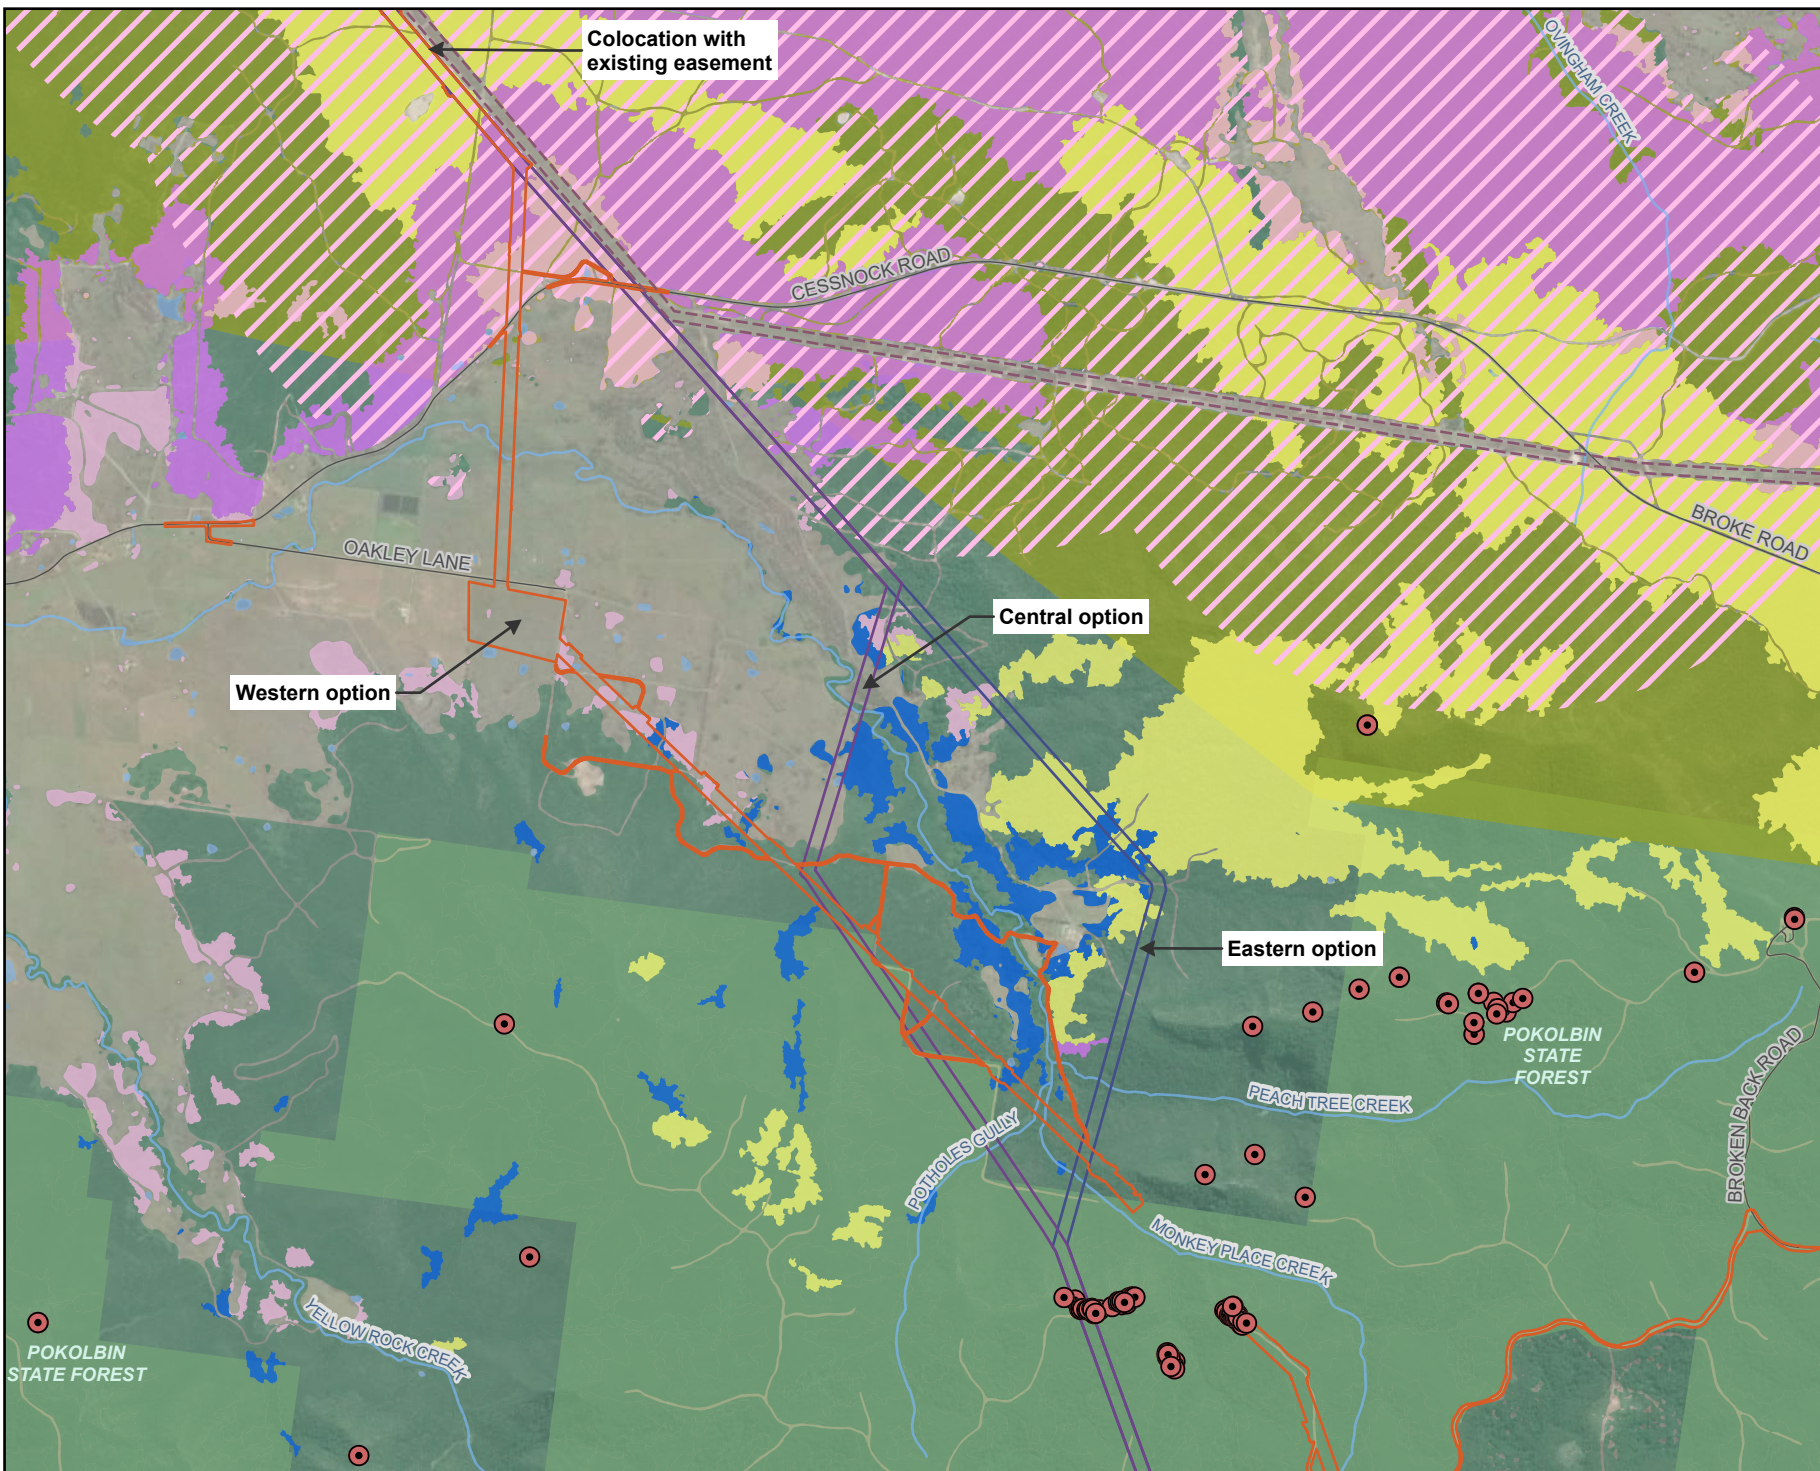 Colocation with
existing easement
OVINGHAM CREEK
CESSNOCK ROAD
BROKE ROAD
OAKLEY LANE
Central option
Western option
Eastern option
POKOLBIN
STATE
FOREST
PEACH TREE CREEK
BROKEN BACK ROAD
POTHOLES GULLY
MONKEY PLACE CREEK
YELLOW ROCK CREEK
POKOLBIN
STATE FOREST